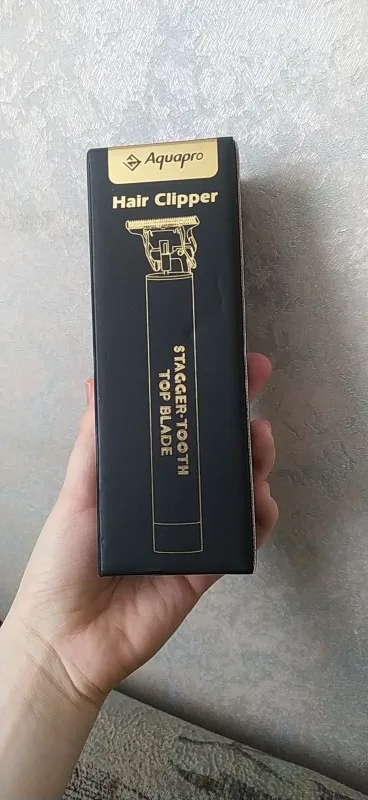 Aquapro
Hair Clipper
STAGGER-TOOTH
TOP BLADE